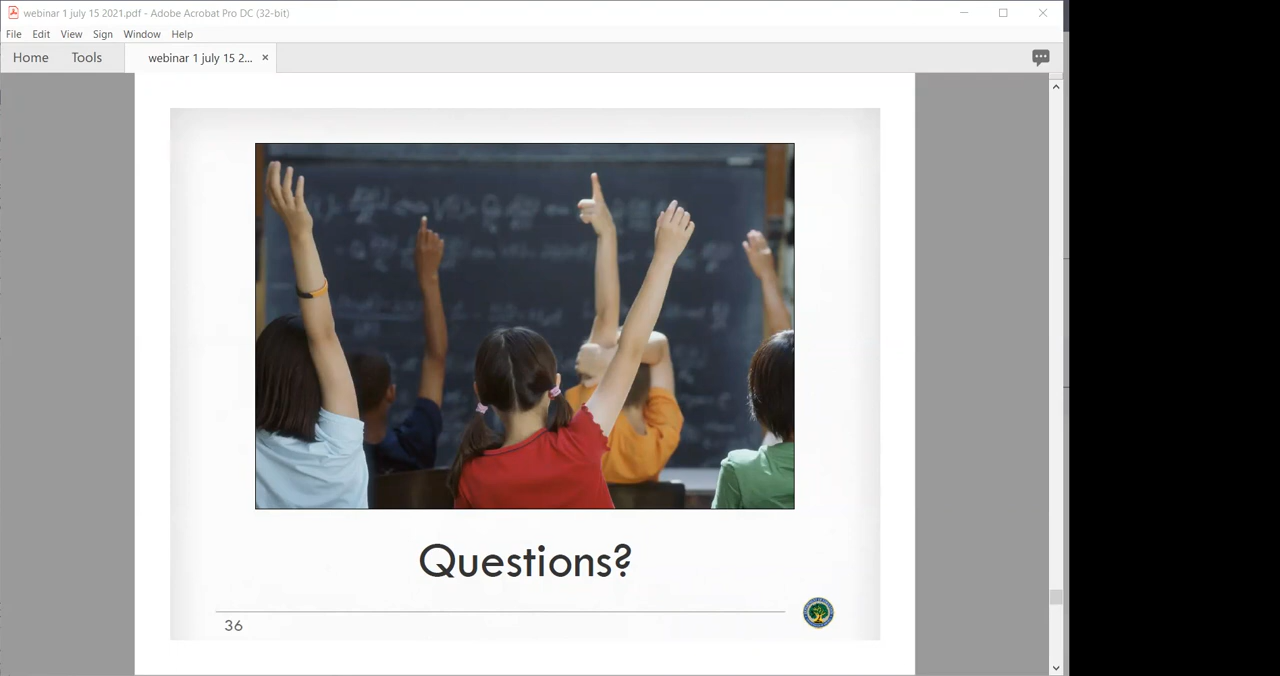 webinar 1 july 15 2021.pdf - Adobe Acrobat Pro DC (32-bit)
File Edit View Sign Window Help
Home Tools webinar 1 july 15 2... ×
Questions?
36